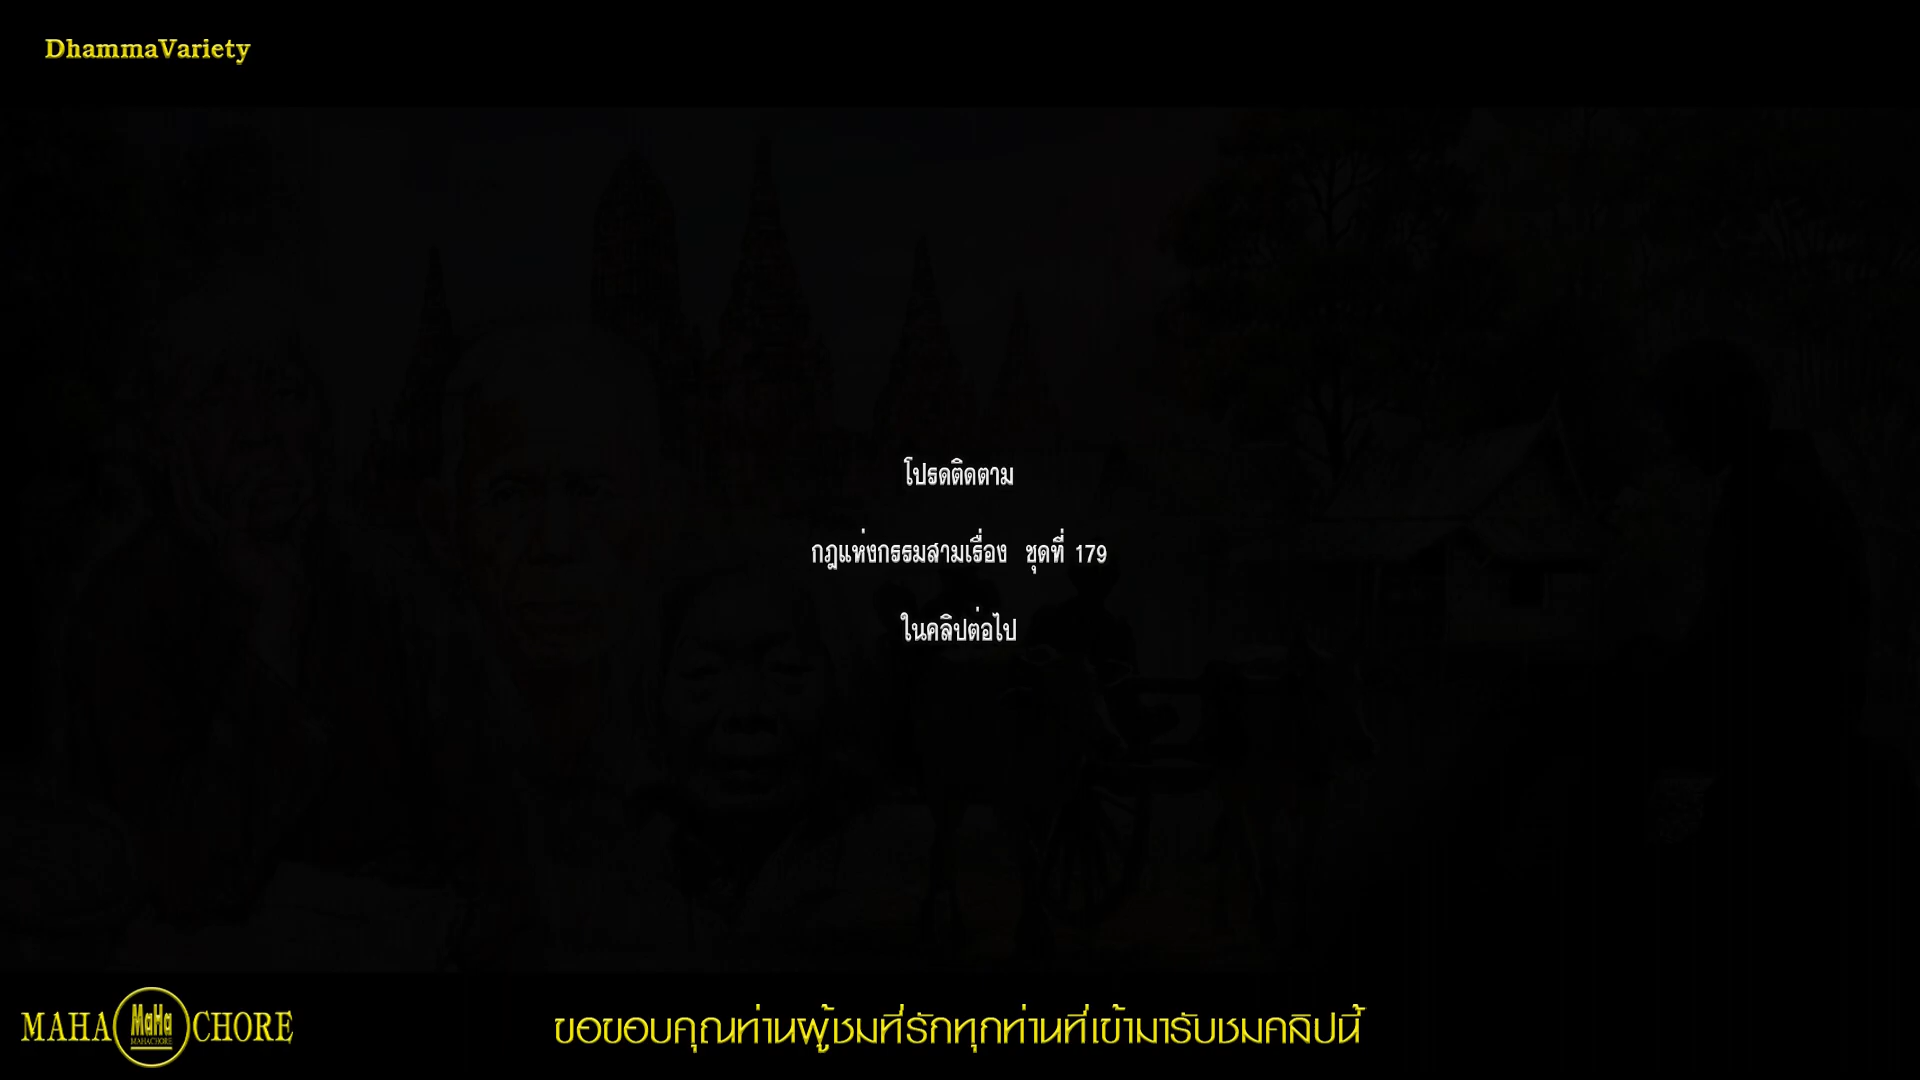 DhammaVariety
โปรดติดตาม
กฎแห่งกรรมสามเรื่อง ชุดที่ 179
ในคลิปต่อไป
MAHA MaHa MAHACHORE CHORE
ขอขอบคุณท่านผู้ชมที่รักทุกท่านที่เข้ามารับชมคลิปนี้